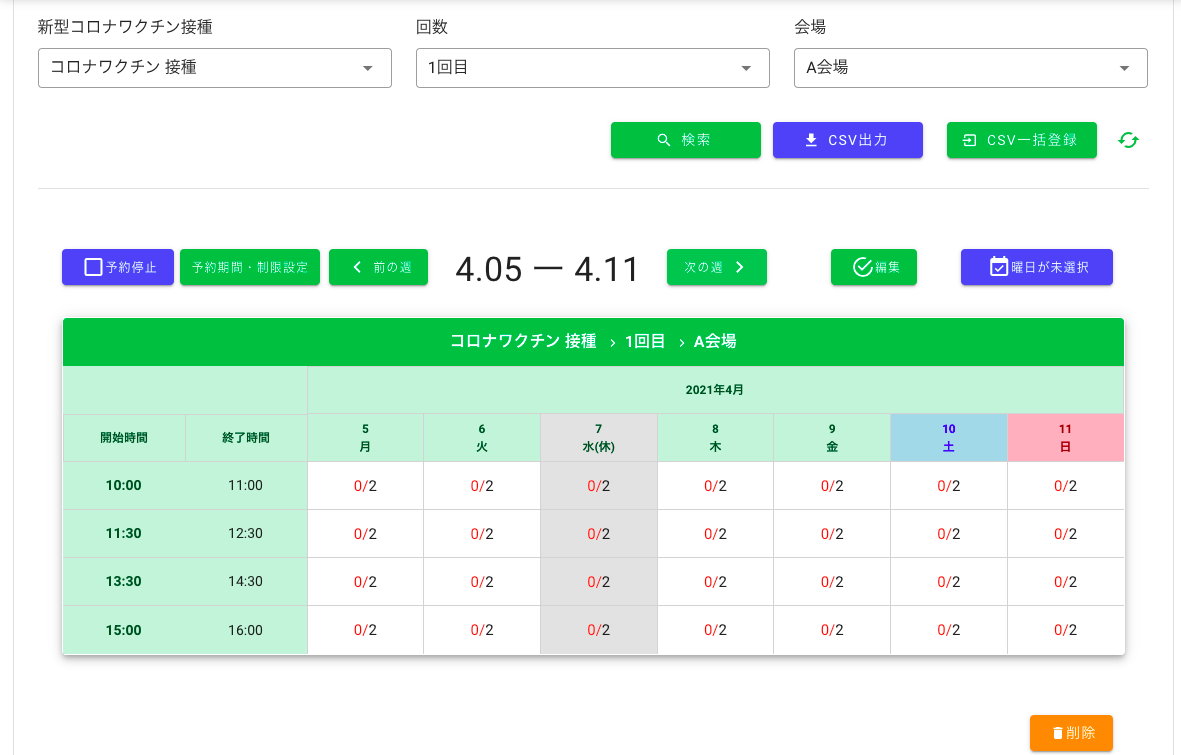 新型コロナワクチン接種 回数 会場
コロナワクチン 接種 1回目 A会場
検索 CSV出力 CSV一括登録
予約停止 予約期間・制限設定 前の週 4.05 ー 4.11 次の週 編集 曜日が未選択
コロナワクチン 接種 › 1回目 › A会場
2021年4月
開始時間 終了時間 5 6 7 8 9 10 11
月 火 水(休) 木 金 土 日
10:00 11:00 0/2 0/2 0/2 0/2 0/2 0/2 0/2
11:30 12:30 0/2 0/2 0/2 0/2 0/2 0/2 0/2
13:30 14:30 0/2 0/2 0/2 0/2 0/2 0/2 0/2
15:00 16:00 0/2 0/2 0/2 0/2 0/2 0/2 0/2
削除